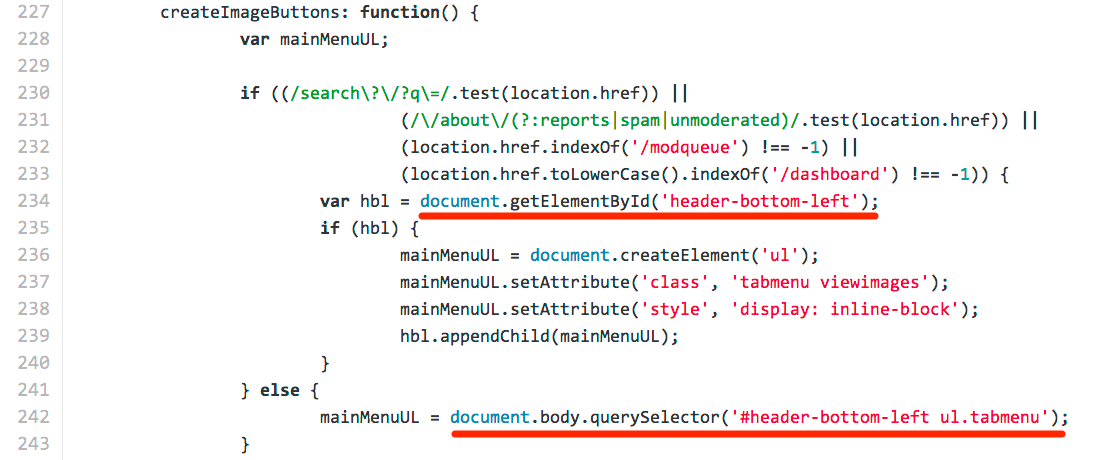 227 createImageButtons: function() {
228 var mainMenuUL;
229
230 if ((/search\?\/?q\=/.test(location.href)) ||
231 (/\/about\/(?:reports|spam|unmoderated)/.test(location.href)) ||
232 (location.href.indexOf('/modqueue') !== -1) ||
233 (location.href.toLowerCase().indexOf('/dashboard') !== -1)) {
234 var hbl = document.getElementById('header-bottom-left');
235 if (hbl) {
236 mainMenuUL = document.createElement('ul');
237 mainMenuUL.setAttribute('class', 'tabmenu viewimages');
238 mainMenuUL.setAttribute('style', 'display: inline-block');
239 hbl.appendChild(mainMenuUL);
240 }
241 } else {
242 mainMenuUL = document.body.querySelector('#header-bottom-left ul.tabmenu');
243 }